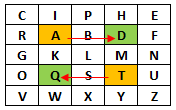 C I P H E
R A B D F
G K L M N
O Q S T U
V W X Y Z